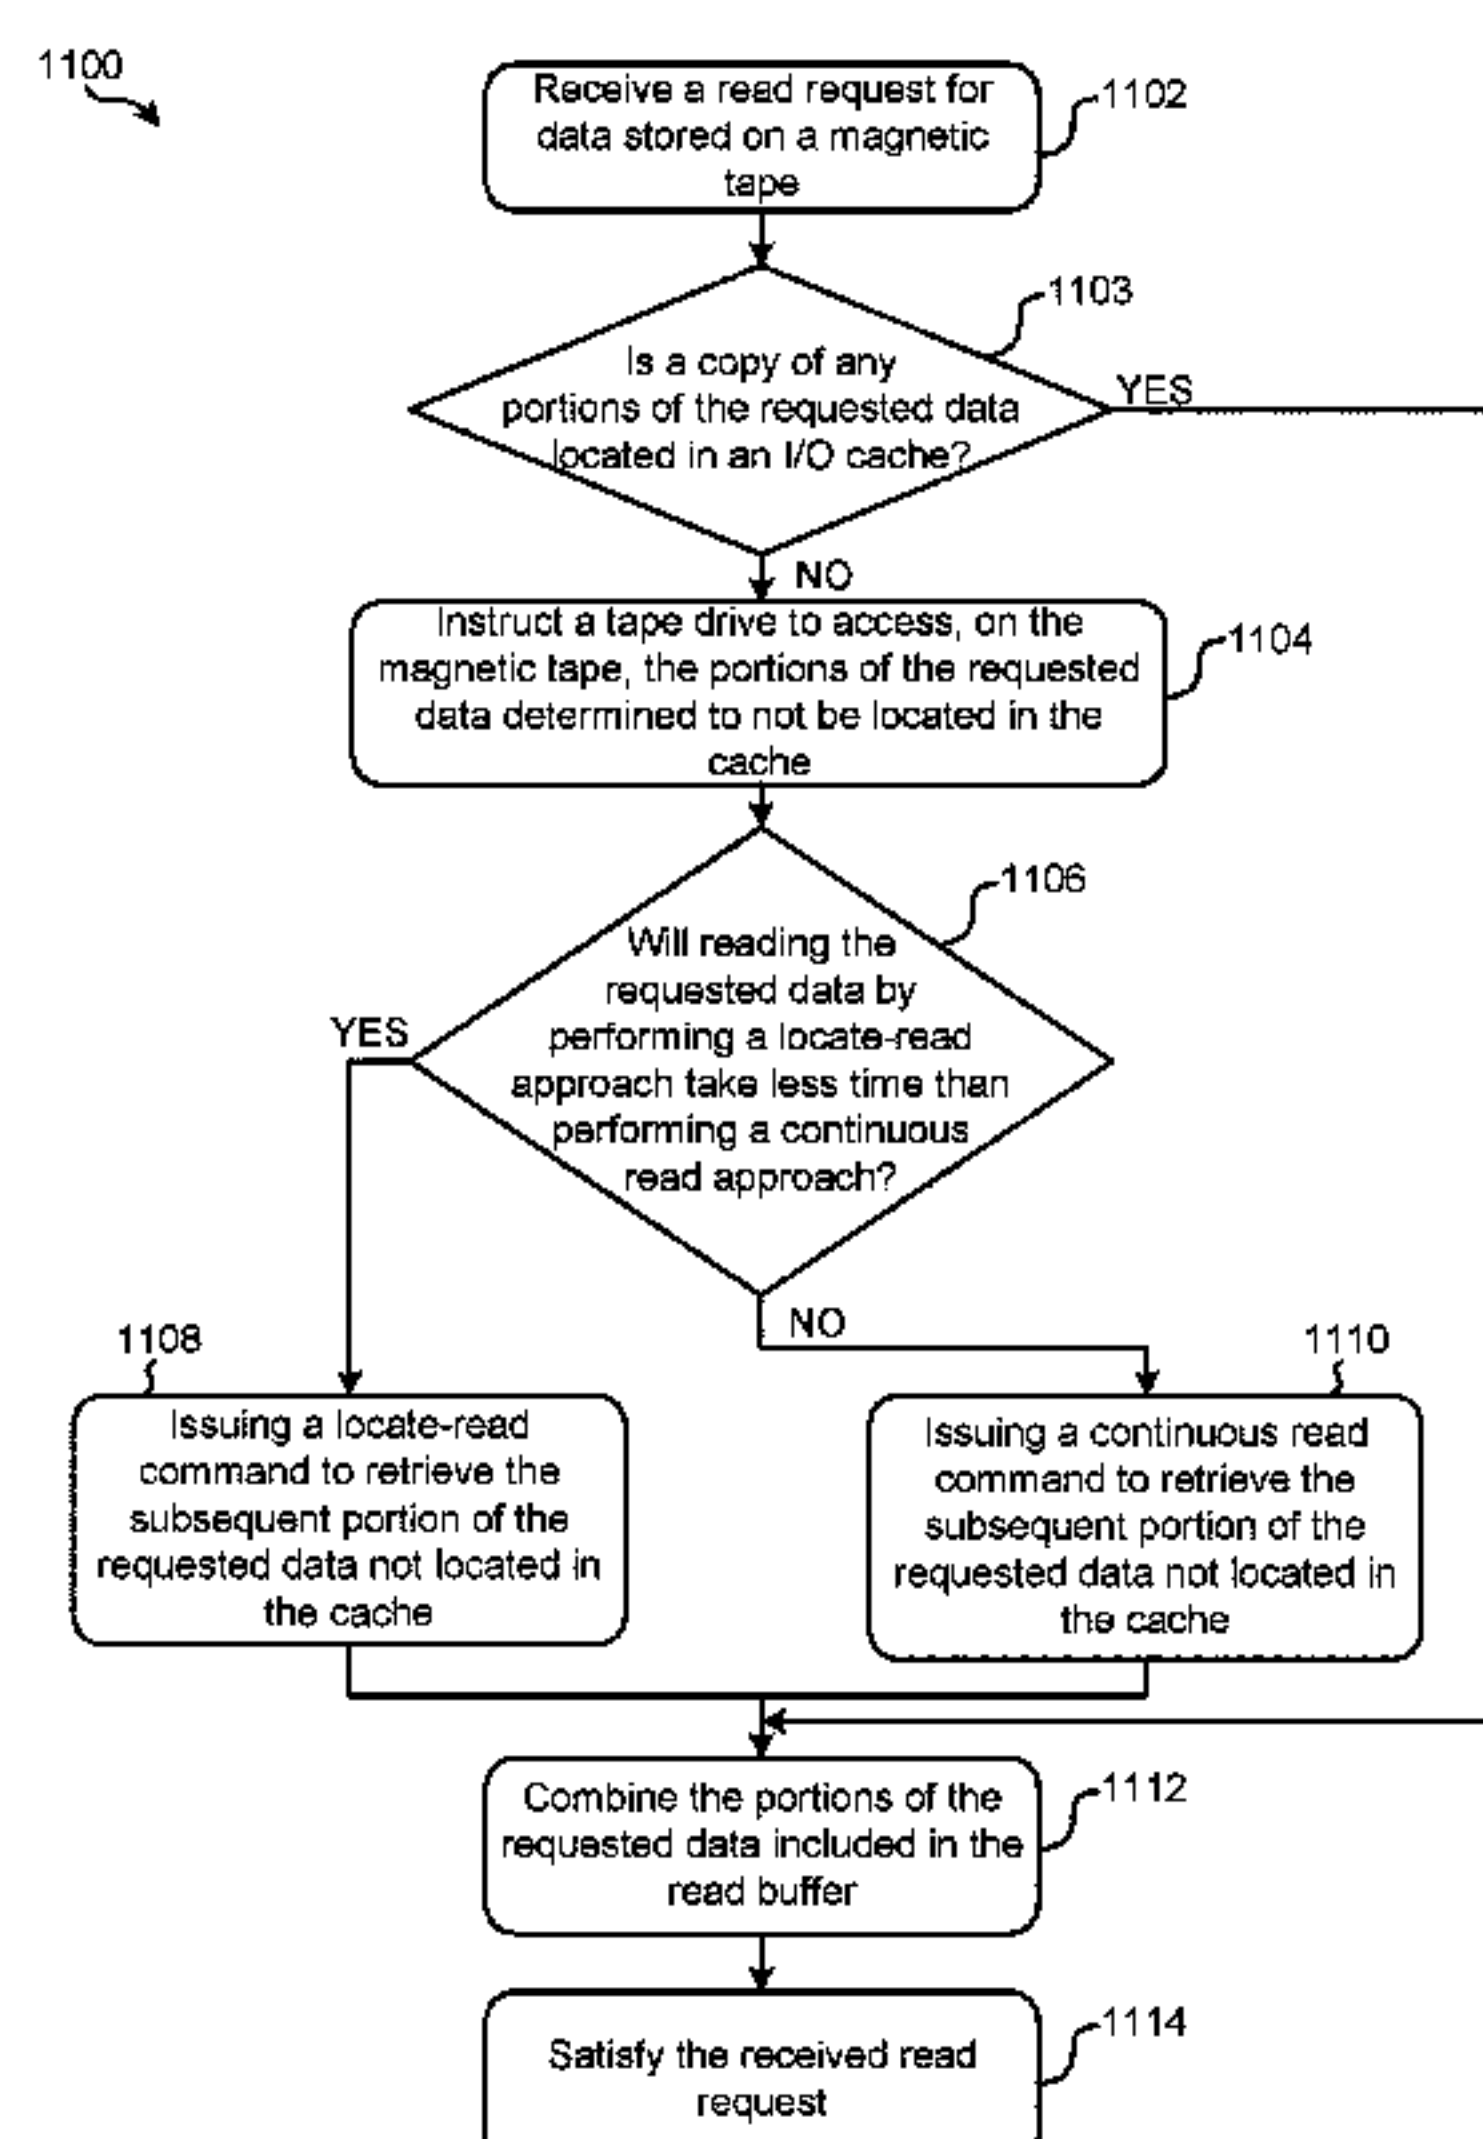 1100
Receive a read request for
data stored on a magnetic
tape
1102
1103
Is a copy of any
portions of the requested data
located in an I/O cache?
YES
NO
Instruct a tape drive to access, on the
magnetic tape, the portions of the requested
data determined to not be located in the
cache
1104
1106
Will reading the
requested data by
performing a locate-read
approach take less time than
performing a continuous
read approach?
YES
NO
1108
Issuing a locate-read
command to retrieve the
subsequent portion of the
requested data not located in
the cache
1110
Issuing a continuous read
command to retrieve the
subsequent portion of the
requested data not located in
the cache
Combine the portions of the
requested data included in the
read buffer
1112
Satisfy the received read
request
1114